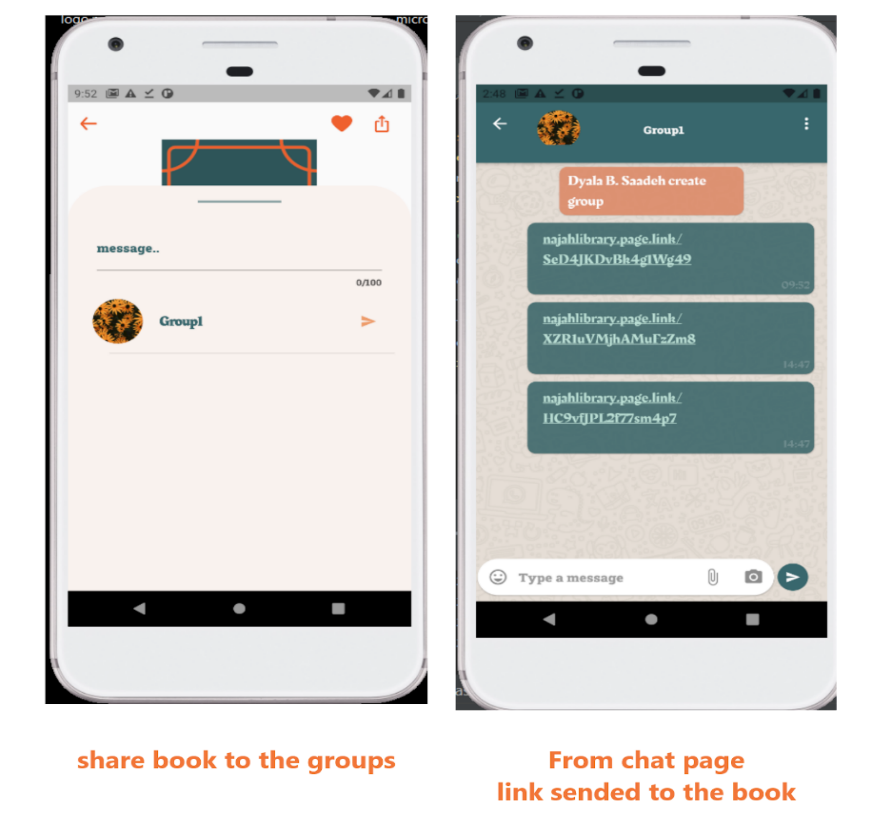 logo
micro
9:52
message..
0/100
Group1
share book to the groups
2:48
Group1
Dyala B. Saadeh create
group
najahlibrary.page.link/
SeD4JKDvBk4g1Wg49
09:52
najahlibrary.page.link/
XZR1uVMjhAMuFzZm8
14:47
najahlibrary.page.link/
HC9vfJPL2f77sm4p7
14:47
Type a message
From chat page
link sended to the book